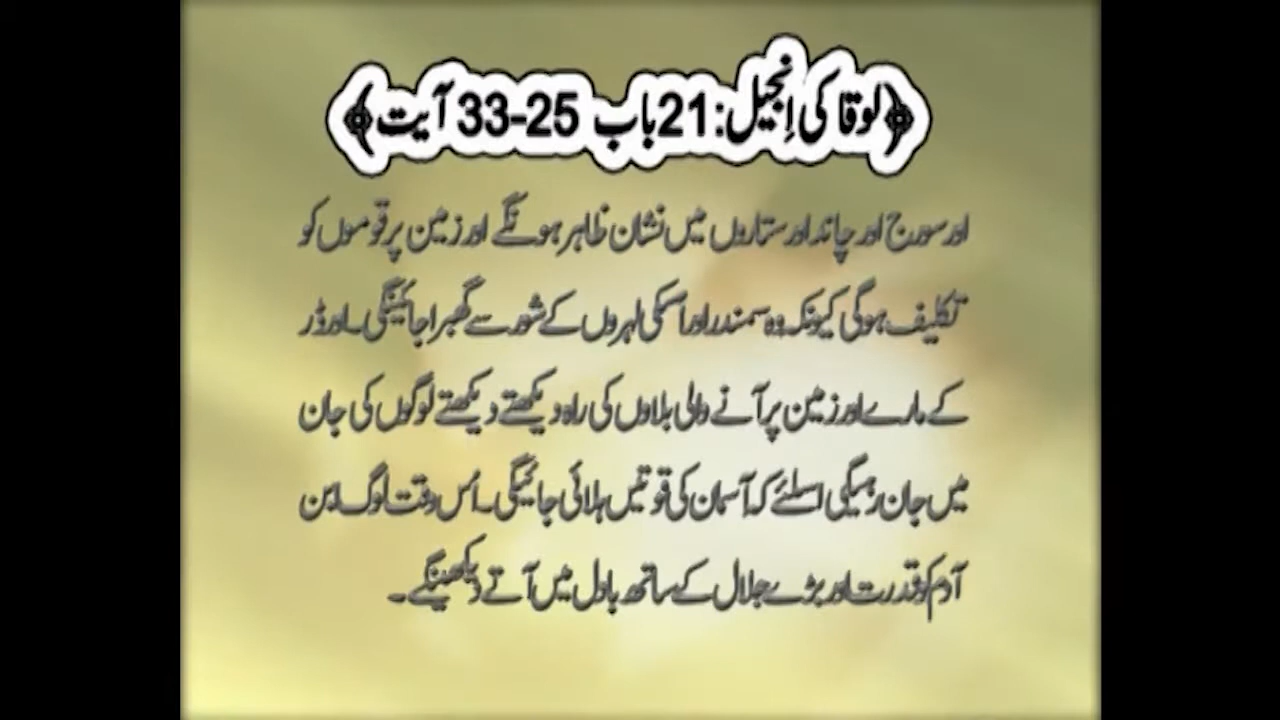 ﴿لوقا کی اِنجیل: 21 باب 25-33 آیت﴾
اور سورج اور چاند اور ستاروں میں نشان ظاہر ہونگے اور زمین پر قوموں کو
تکلیف ہوگی کیونکہ وہ سمندر اور اُسکی لہروں کے شور سے گھبرا جائینگی۔ اور ڈر
کے مارے اور زمین پر آنے والی بلاوں کی راہ دیکھتے دیکھتے لوگوں کی جان
میں جان نہ رہیگی اسلئے کہ آسمان کی قوتیں ہلائی جائیگی۔ اُس وقت لوگ ابن
آدم کو قدرت اور بڑے جلال کے ساتھ بادل میں آتے دیکھینگے۔